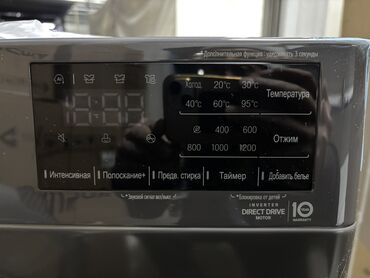 •Дополнительная функция : удерживать 3 секунды
Холод. 20°C 30°C
40°C 60°C 95°C
Температура
400 600
800 1000 1200
Отжим
Интенсивная Полоскание+ Предв. стирка Таймер Добавить белье
•Звуковой сигнал вкл/выкл.
•Блокировка от детей
INVERTER
DIRECT DRIVE
MOTOR
10 YEAR
WARRANTY